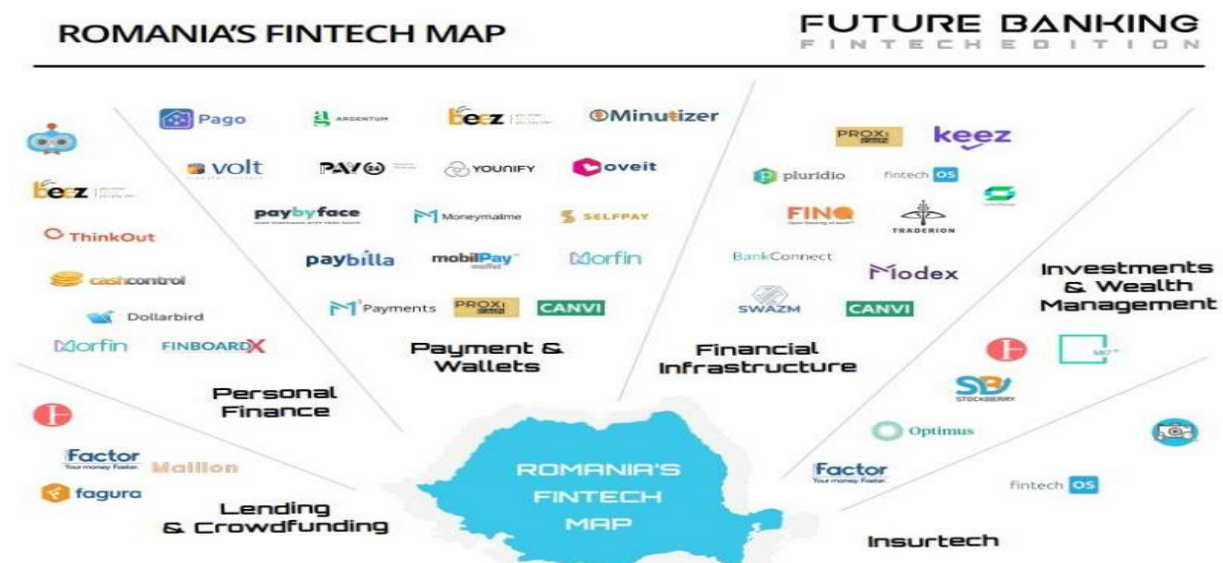 ROMANIA'S FINTECH MAP
FUTURE BANKING
FINTECH EDITION
Pago
ARGENTUM
beez
Minutizer
volt
PAY
YOUNIFY
oveit
paybyface
Moneymailme
SELFPAY
paybilla
mobilPay
wallet
Morfin
M Payments
PROXI
CANVI
Payment &
Wallets
beez
ThinkOut
cashcontrol
Dollarbird
Morfin
FINBOARDX
Personal
Finance
Factor
Your money Faster.
Mallion
fagura
Lending
& Crowdfunding
PROXI
keez
pluridio
fintech OS
FINQ
TRADERION
BankConnect
Modex
SWAZM
CANVI
Financial
Infrastructure
Investments
& Wealth
Management
STOCKBERRY
Optimus
Factor
Your money Faster.
fintech OS
Insurtech
ROMANIA'S
FINTECH
MAP